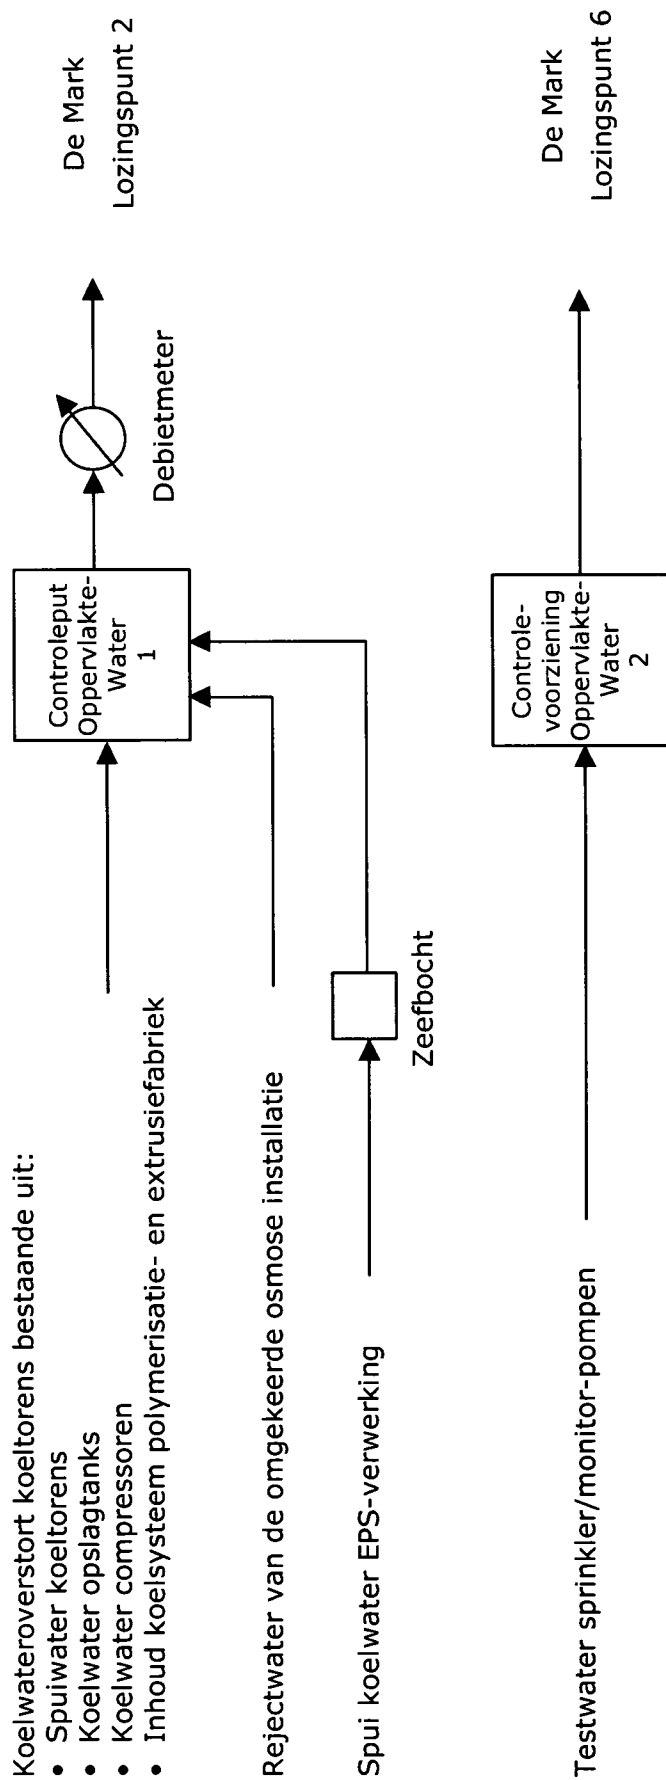 Koelwateroverstort koeltorens bestaande uit:
• Spuiwater koeltorens
• Koelwater opslagtanks
• Koelwater compressoren
• Inhoud koelsysteem polymerisatie- en extrusiefabriek
Controleput
Oppervlakte-
Water
1
Debietmeter
De Mark
Lozingspunt 2
Rejectwater van de omgekeerde osmose installatie
Spui koelwater EPS-verwerking
Zeefbocht
Testwater sprinkler/monitor-pompen
Controle-
voorziening
Oppervlakte-
Water
2
De Mark
Lozingspunt 6